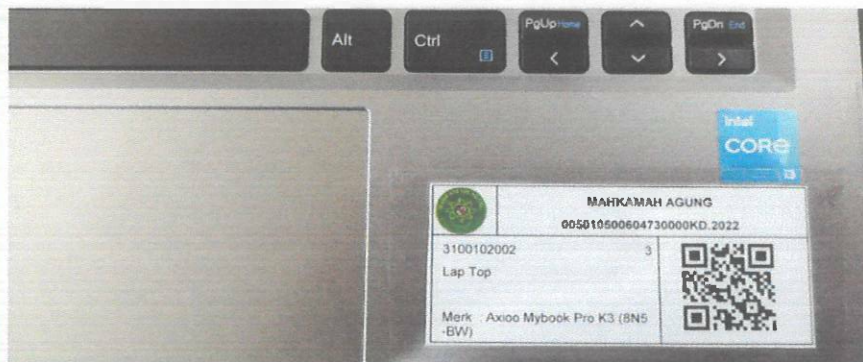 PgUp Home
PgDn End
Alt
Ctrl
intel
CORE
MAHKAMAH AGUNG
005010500604730000KD.2022
3100102002 3
Lap Top
Merk : Axioo Mybook Pro K3 (8N5
-BW)